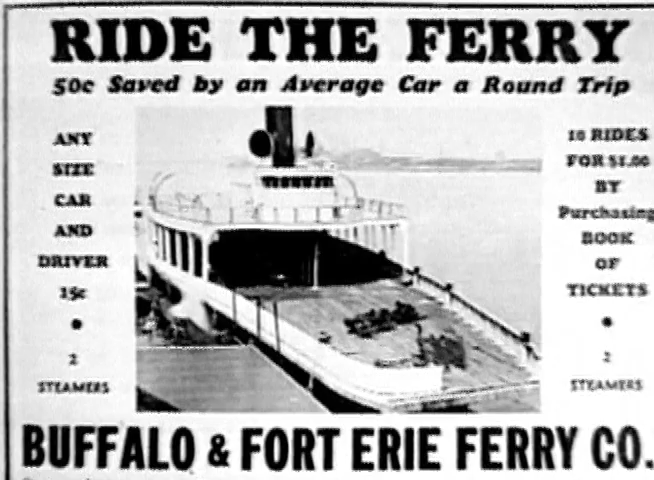 RIDE THE FERRY
50c Saved by an Average Car a Round Trip
ANY
SIZE
CAR
AND
DRIVER
15c
•
2
STEAMERS
10 RIDES
FOR $1.00
BY
Purchasing
BOOK
OF
TICKETS
•
2
STEAMERS
BUFFALO & FORT ERIE FERRY CO.